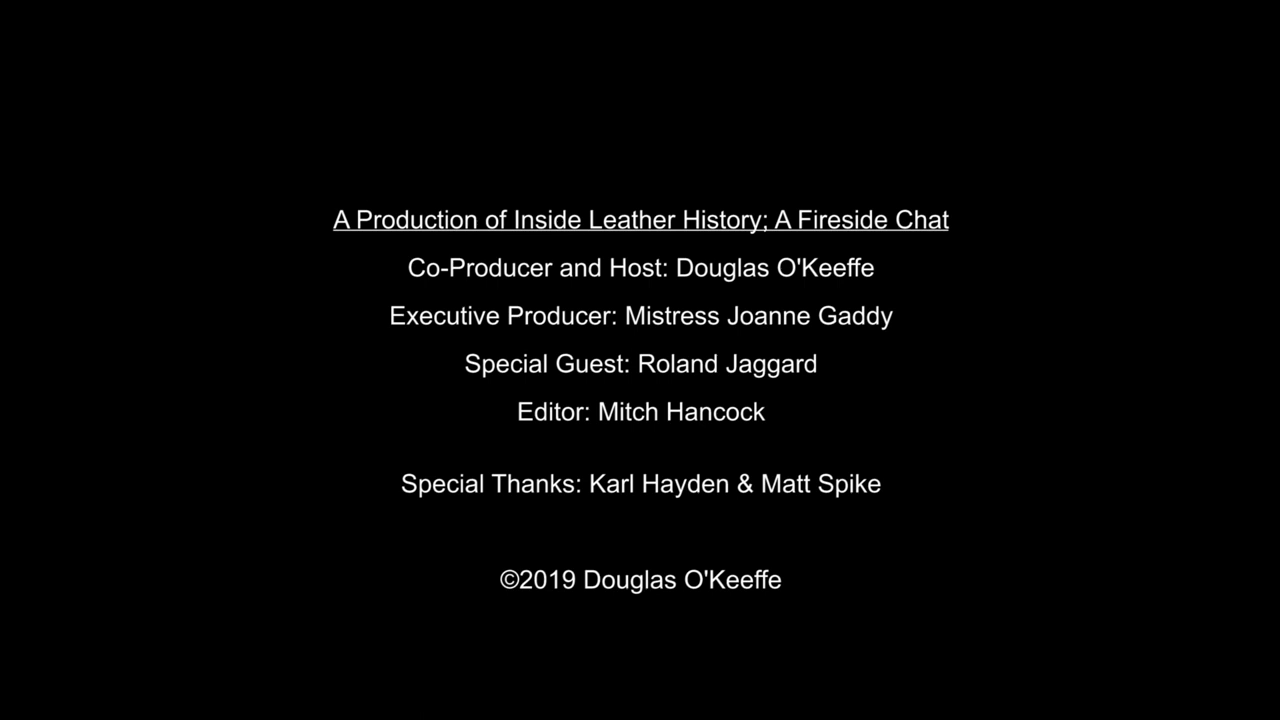 A Production of Inside Leather History; A Fireside Chat
Co-Producer and Host: Douglas O'Keeffe
Executive Producer: Mistress Joanne Gaddy
Special Guest: Roland Jaggard
Editor: Mitch Hancock
Special Thanks: Karl Hayden & Matt Spike
©2019 Douglas O'Keeffe